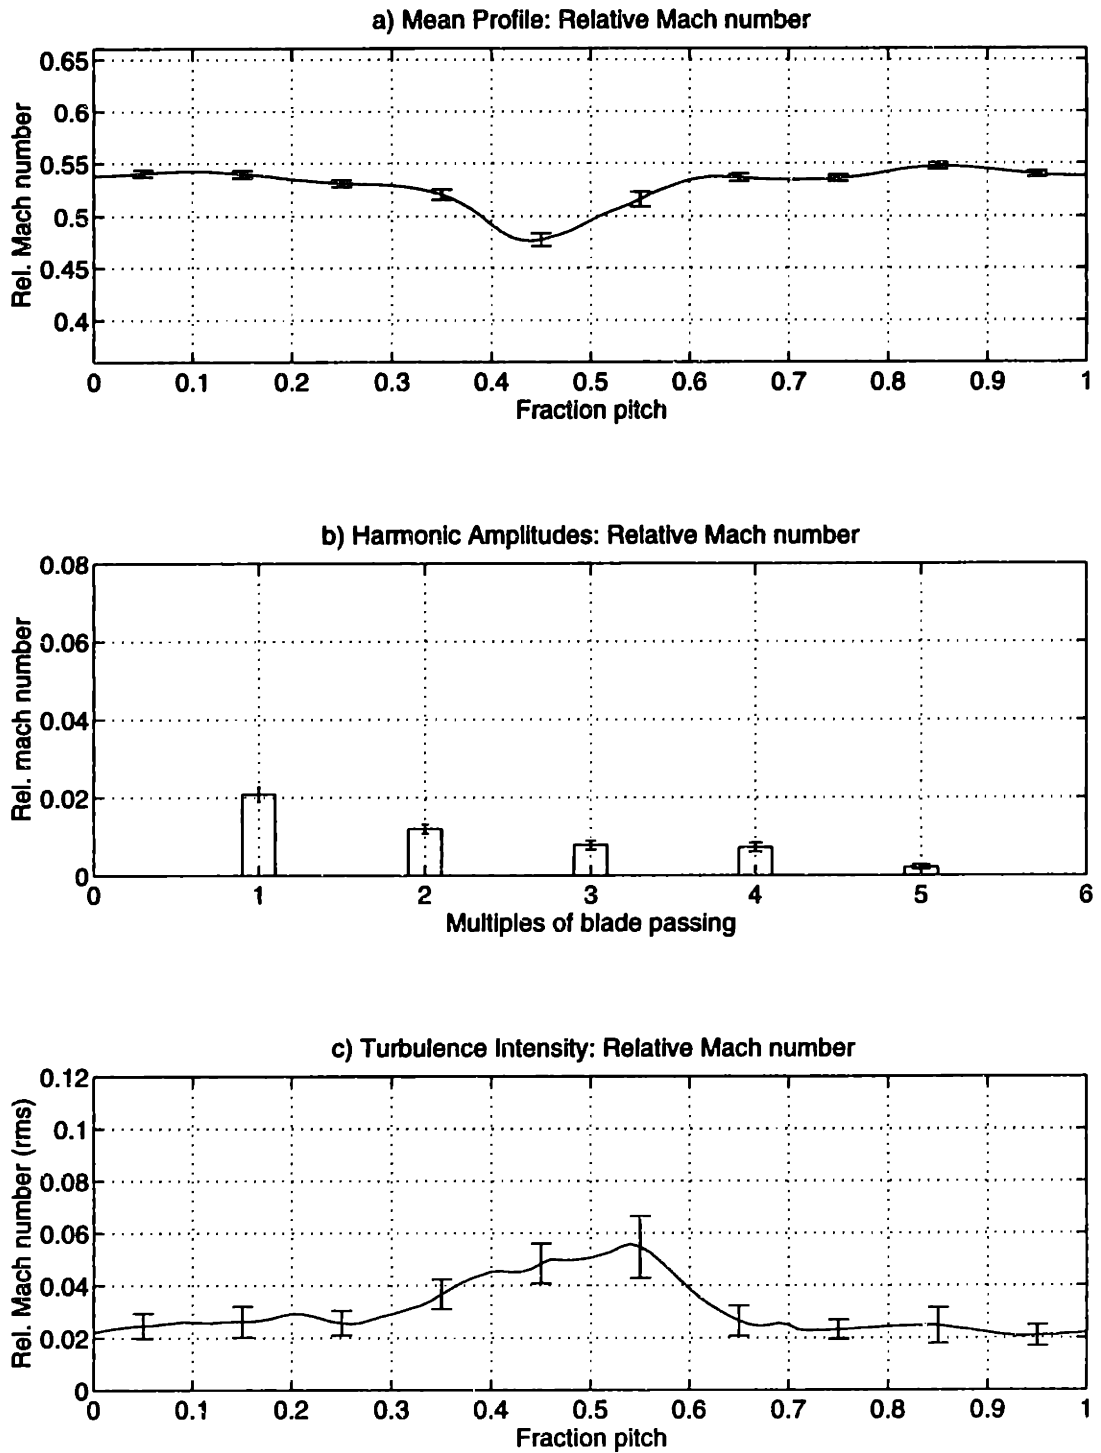 a) Mean Profile: Relative Mach number
Rel. Mach number
0.65
0.6
0.55
0.5
0.45
0.4
0 0.1 0.2 0.3 0.4 0.5 0.6 0.7 0.8 0.9 1
Fraction pitch
b) Harmonic Amplitudes: Relative Mach number
Rel. mach number
0.08
0.06
0.04
0.02
0
0 1 2 3 4 5 6
Multiples of blade passing
c) Turbulence Intensity: Relative Mach number
Rel. Mach number (rms)
0.12
0.1
0.08
0.06
0.04
0.02
0
0 0.1 0.2 0.3 0.4 0.5 0.6 0.7 0.8 0.9 1
Fraction pitch